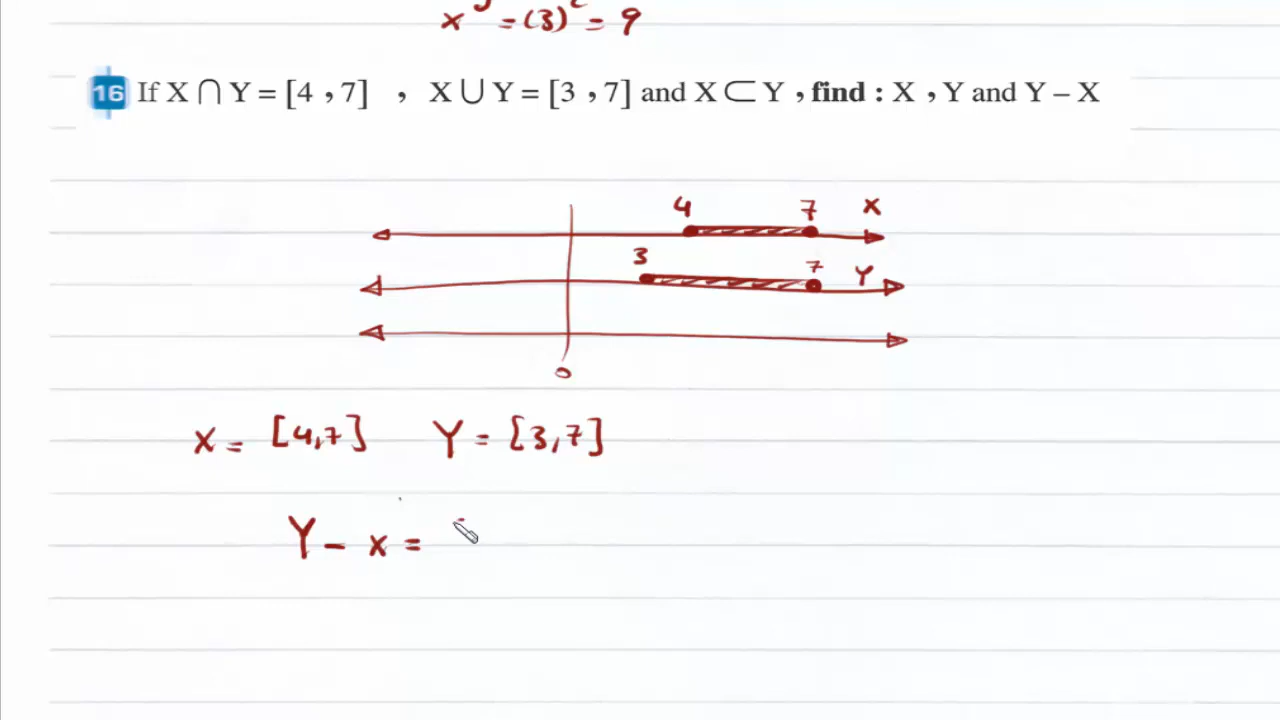 x^y = (3)^2 = 9
16 If X ∩ Y = [4 , 7] , X ∪ Y = [3 , 7] and X ⊂ Y , find : X , Y and Y – X
4 7 X
3 7 Y
0
X = [4,7] Y = [3,7]
Y - x =